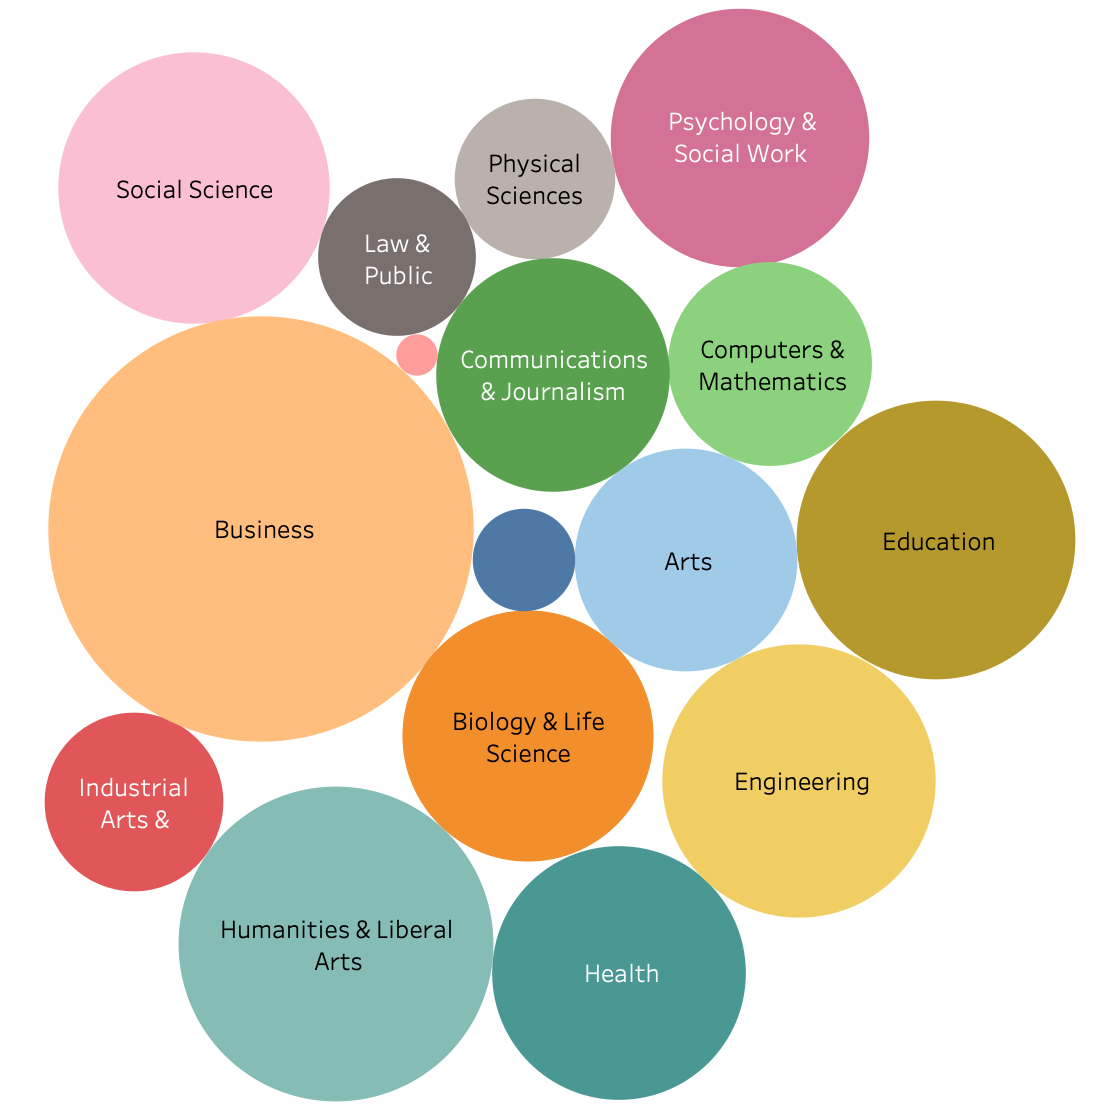 Psychology &
Social Work
Physical
Sciences
Social Science
Law &
Public
Communications
& Journalism
Computers &
Mathematics
Business
Education
Arts
Biology & Life
Science
Engineering
Industrial
Arts &
Humanities & Liberal
Arts
Health